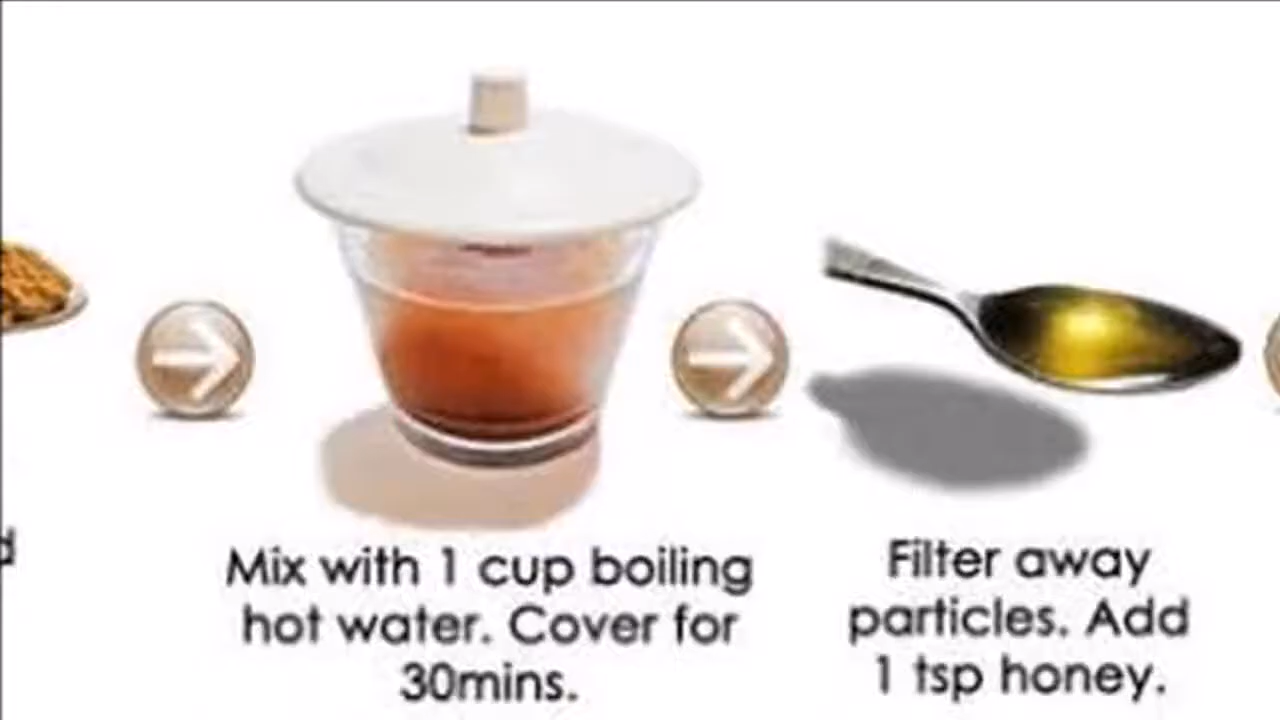 Mix with 1 cup boiling
hot water. Cover for
30mins.
Filter away
particles. Add
1 tsp honey.